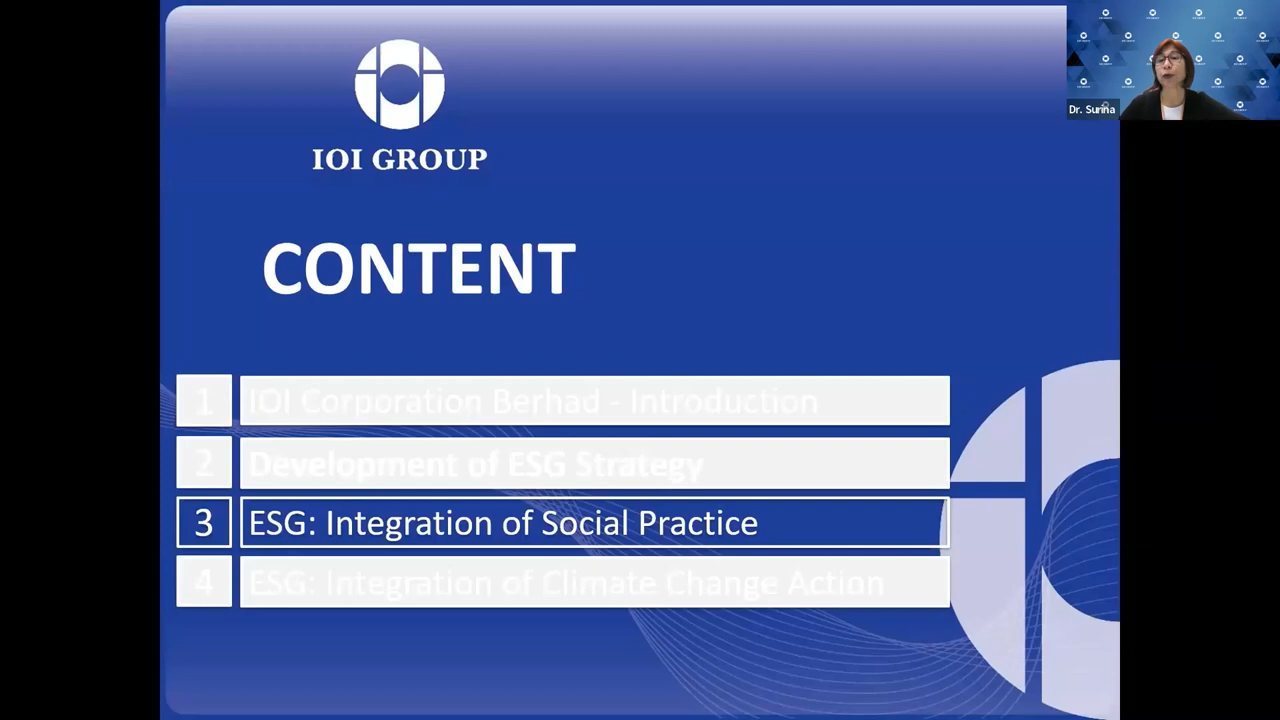 IOI GROUP
CONTENT
1 IOI Corporation Berhad - Introduction
2 Development of ESG Strategy
3 ESG: Integration of Social Practice
4 ESG: Integration of Climate Change Action
Dr. Surina